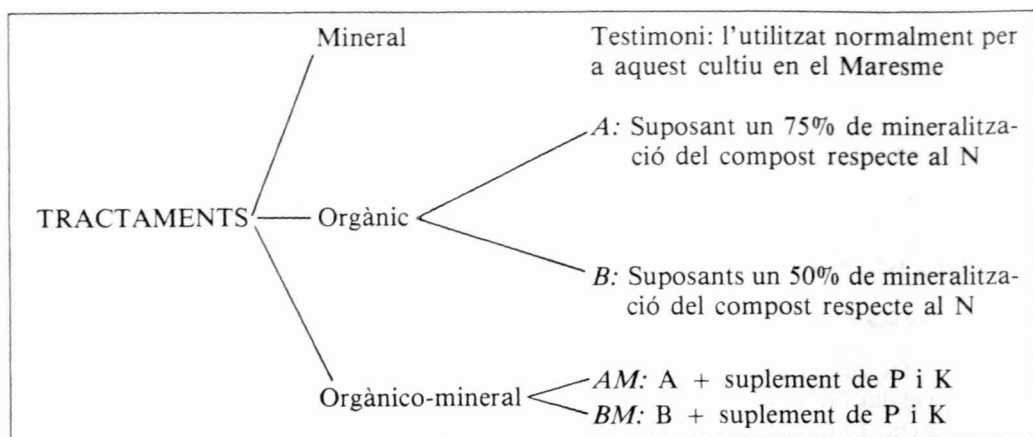 Mineral
Testimoni: l'utilitzat normalment per
a aquest cultiu en el Maresme
A: Suposant un 75% de mineralitza-
ció del compost respecte al N
TRACTAMENTS
Orgànic
B: Suposants un 50% de mineralitza-
ció del compost respecte al N
Orgànico-mineral
AM: A + suplement de P i K
BM: B + suplement de P i K